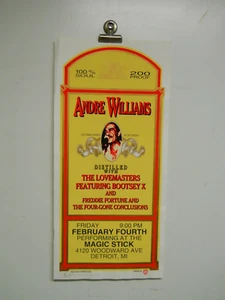 100% 200
SOUL PROOF
ANDRE WILLIAMS
DISTILLED
WITH
THE LOVEMASTERS
FEATURING BOOTSEY X
AND
FREDDIE FORTUNE AND
THE FOUR-GONE CONCLUSIONS
FRIDAY 9:00 PM
FEBRUARY FOURTH
PERFORMING AT THE
MAGIC STICK
4120 WOODWARD AVE
DETROIT, MI